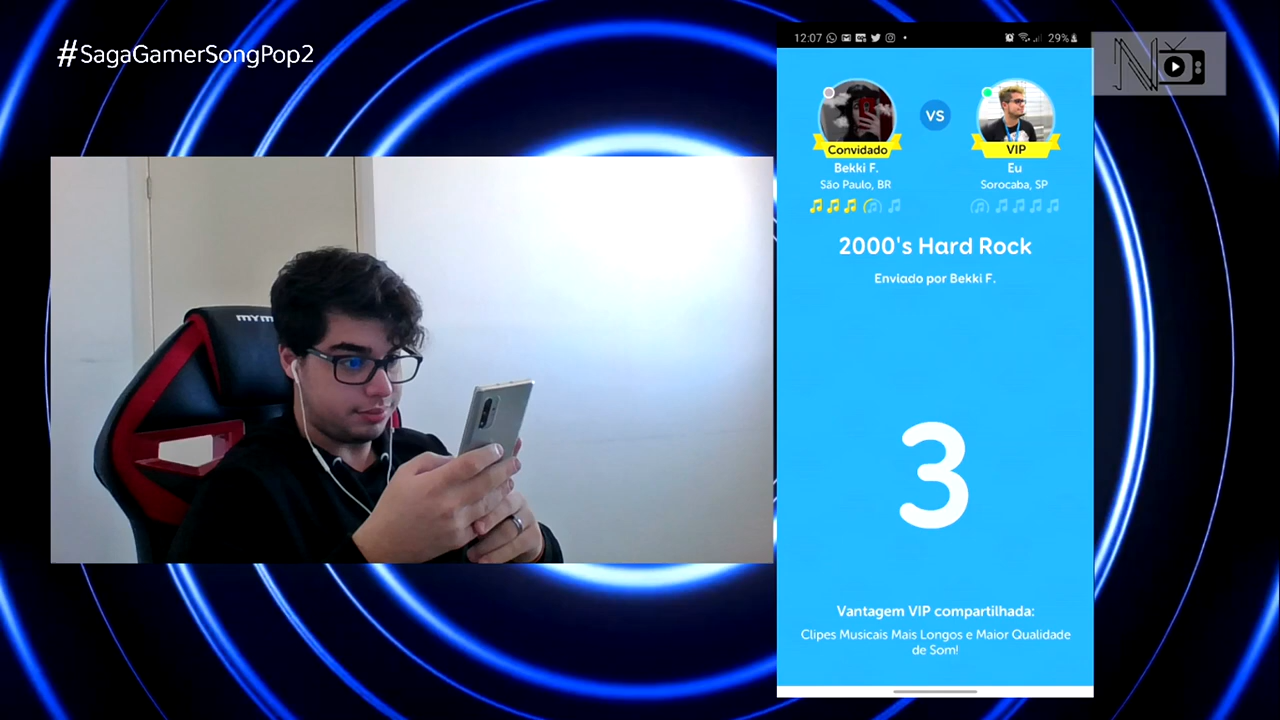 #SagaGamerSongPop2
12:07
29%
Convidado
VS
VIP
Bekki F.
Eu
São Paulo, BR
Sorocaba, SP
2000's Hard Rock
Enviado por Bekki F.
3
Vantagem VIP compartilhada:
Clipes Musicais Mais Longos e Maior Qualidade
de Som!
mym